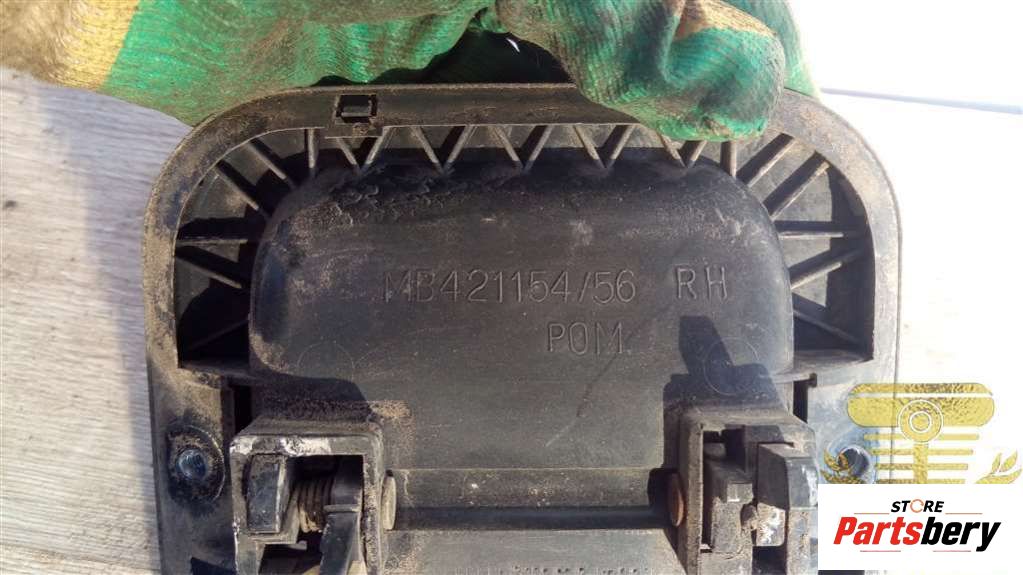 MB421154/56 RH
POM
STORE
Partsbery